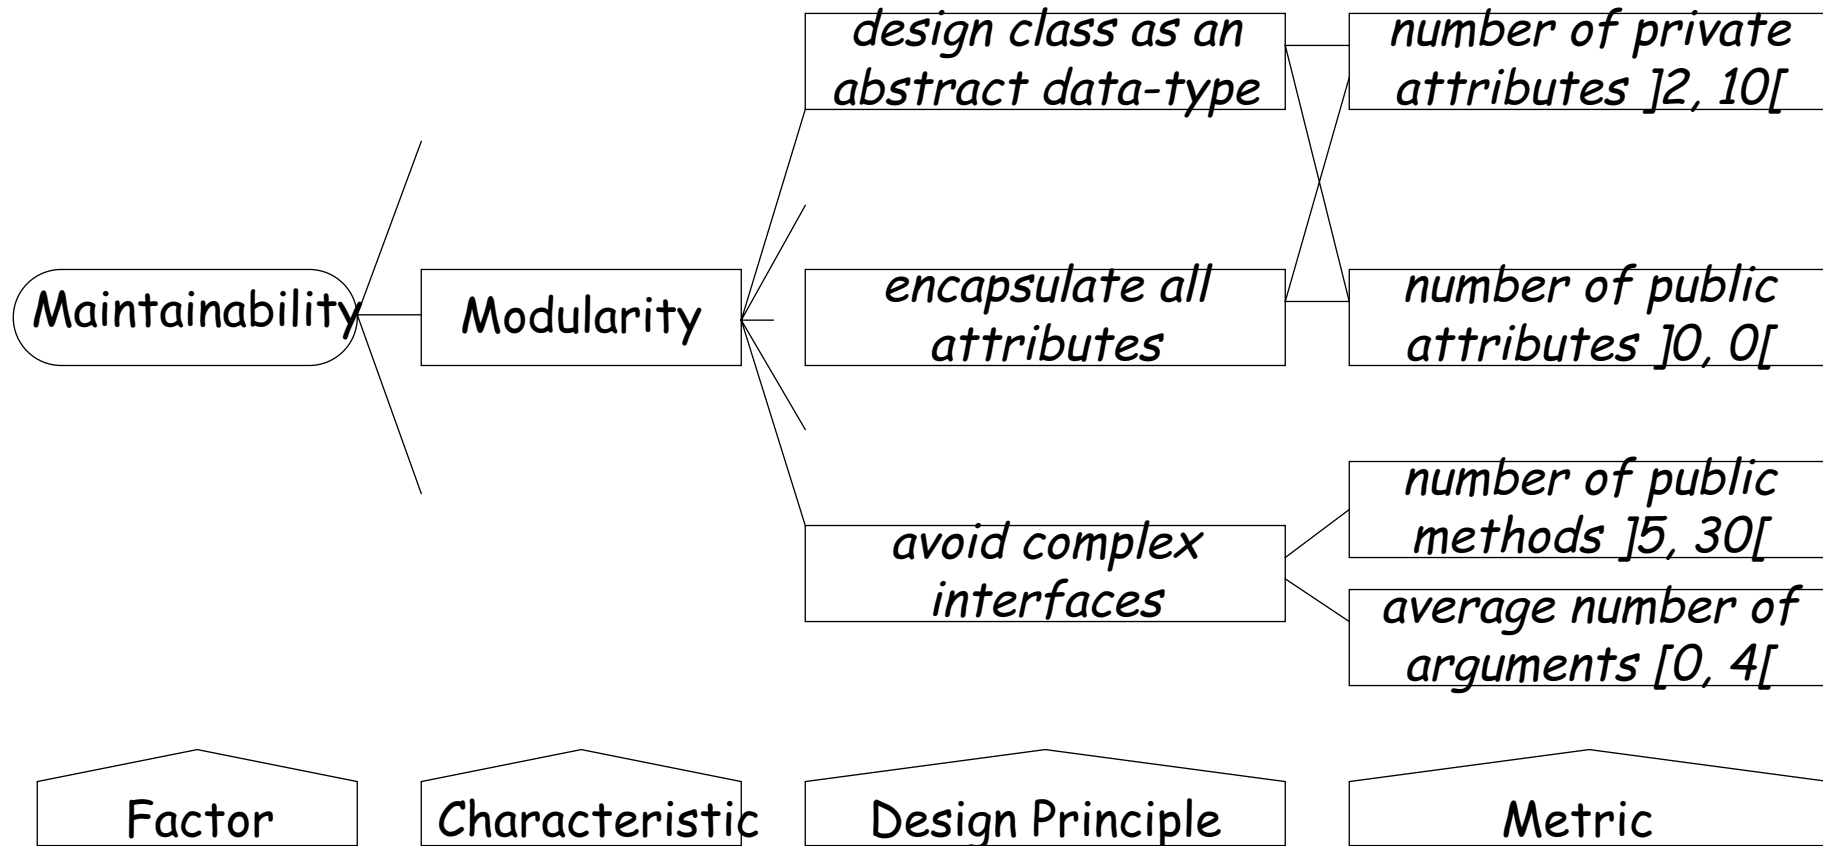 design class as an
abstract data-type
number of private
attributes ]2, 10[
Maintainability
Modularity
encapsulate all
attributes
number of public
attributes ]0, 0[
avoid complex
interfaces
number of public
methods ]5, 30[
average number of
arguments [0, 4[
Factor
Characteristic
Design Principle
Metric